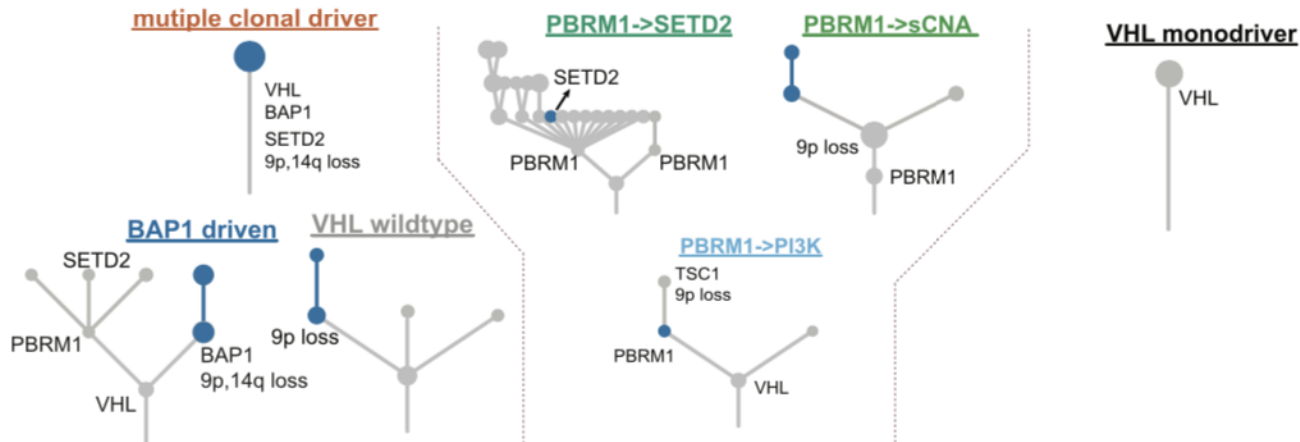 mutiple clonal driver
VHL
BAP1
SETD2
9p,14q loss
BAP1 driven
SETD2
PBRM1
BAP1
9p,14q loss
VHL
VHL wildtype
9p loss
PBRM1->SETD2
SETD2
PBRM1
PBRM1
PBRM1->sCNA
9p loss
PBRM1
PBRM1->PI3K
TSC1
9p loss
PBRM1
VHL
VHL monodriver
VHL